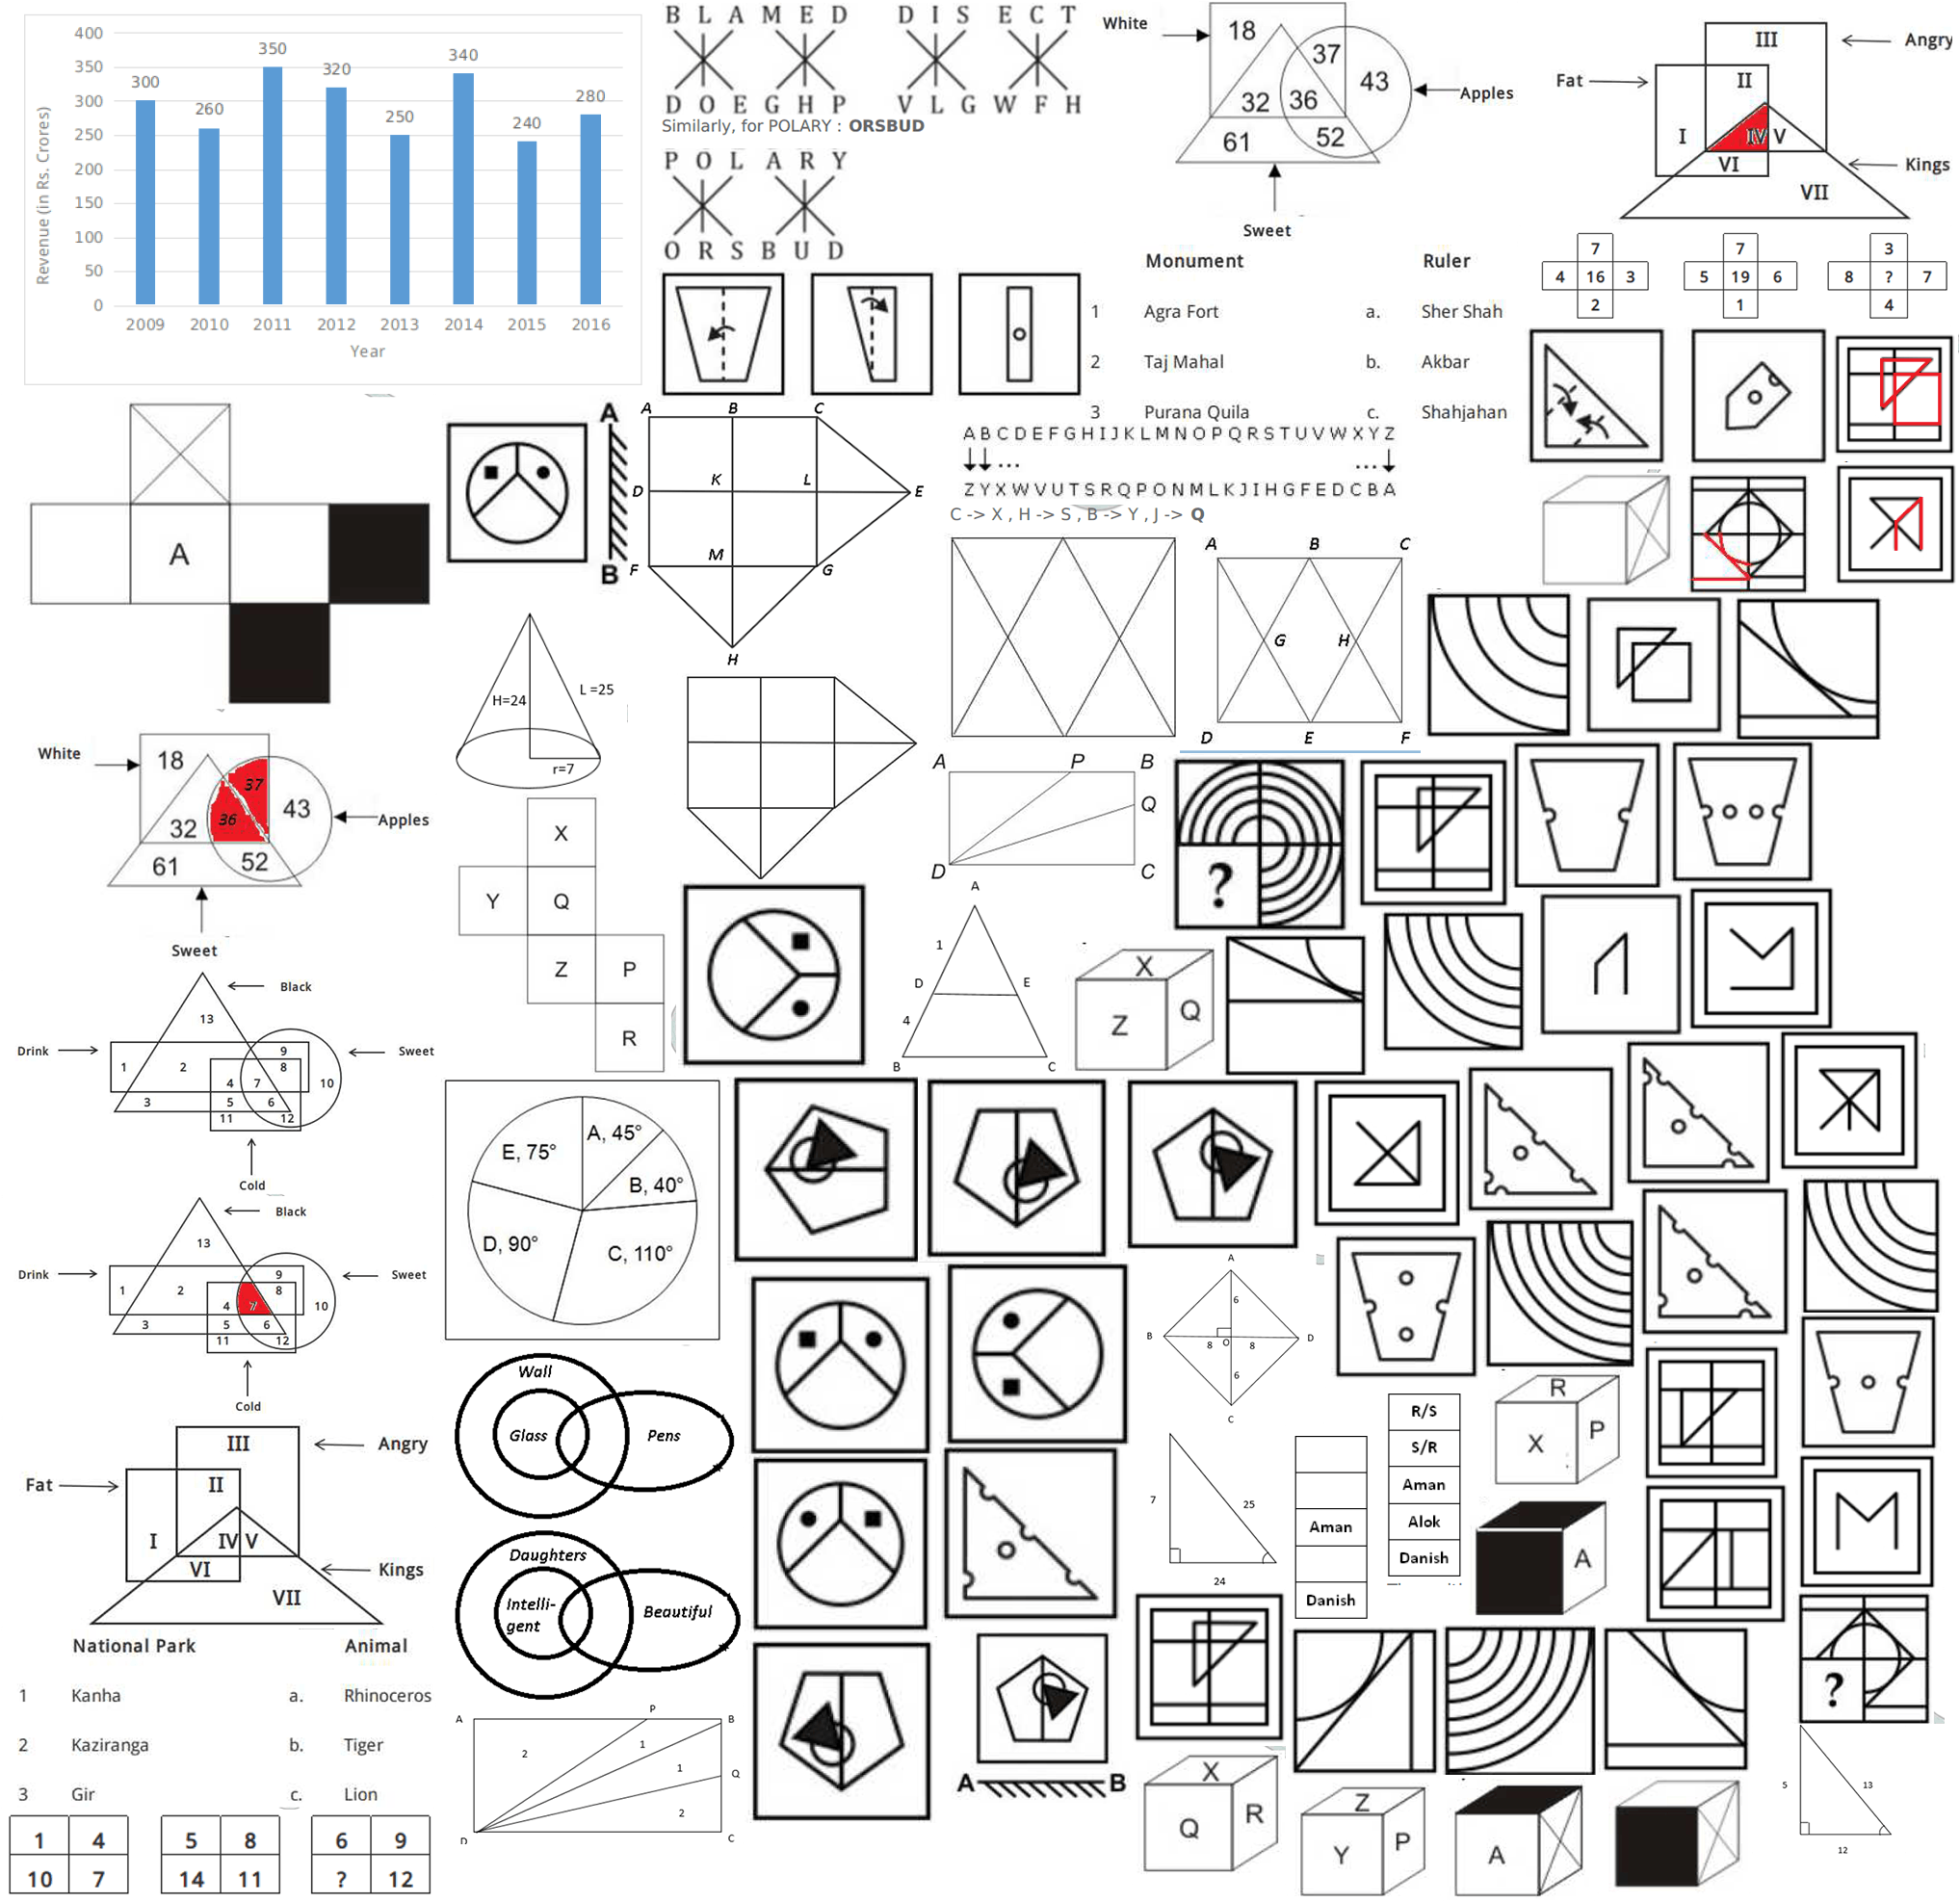 400
350
300
250
200
150
100
50
0
300
260
350
320
250
340
240
280
2009 2010 2011 2012 2013 2014 2015 2016
Year
Revenue (in Rs. Crores)
B L A M E D
D O E G H P
D I S E C T
V L G W F H
Similarly, for POLARY : ORSBUD
P O L A R Y
O R S B U D
White
18
37
43
32 36
61
52
Apples
Sweet
III
Angry
Fat
II
I
IV V
VI
VII
Kings
Monument Ruler
1 Agra Fort a. Sher Shah
2 Taj Mahal b. Akbar
3 Purana Quila c. Shahjahan
7
4 16 3
2
7
5 19 6
1
3
8 ? 7
4
A B C D E F G H I J K L M N O P Q R S T U V W X Y Z
↓↓ ... ... ↓
Z Y X W V U T S R Q P O N M L K J I H G F E D C B A
C -> X , H -> S , B -> Y , J -> Q
A
A
B
A B C
D K L E
F M G
H
A B C
G H
D E F
H=24
L =25
r=7
A P B
Q
D C
White
18
37
43
36
32
61
52
Apples
Sweet
X
Y Q
Z P
R
A
1
D E
4
B C
X
Z Q
?
Black
13
Drink
Sweet
9
1 2 8
4 7 10
3 5 6
11 12
Cold
Black
13
Drink
Sweet
9
1 2 8
4 7 10
3 5 6
11 12
Cold
A, 45°
B, 40°
C, 110°
D, 90°
E, 75°
A
6
B 8 O 8 D
6
C
Wall
Glass
Pens
Daughters
Intelli-
gent
Beautiful
III
Angry
Fat
II
I
IV V
VI
VII
Kings
7
25
24
Aman
Danish
R/S
S/R
Aman
Alok
Danish
R
X P
A
National Park Animal
1 Kanha a. Rhinoceros
2 Kaziranga b. Tiger
3 Gir c. Lion
A P B
2 1
1 Q
2
D C
A B
?
1 4
10 7
5 8
14 11
6 9
? 12
X
Q R
Z
Y P
A
5
13
12